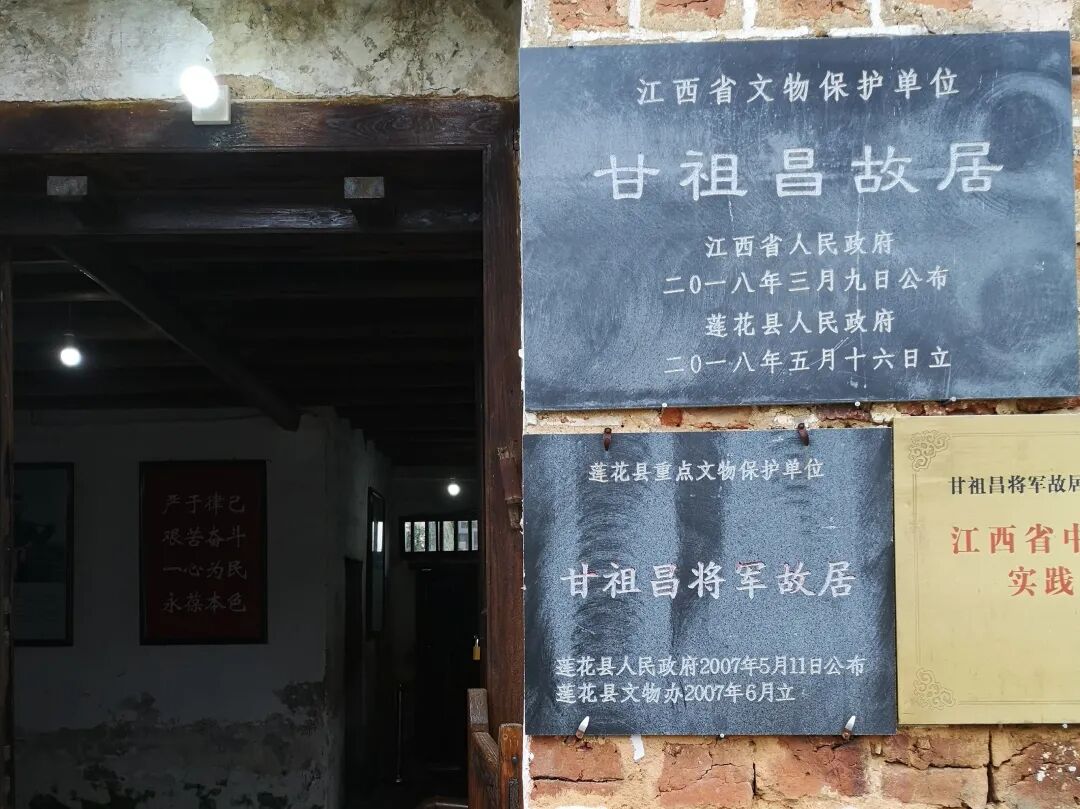 严于律己
艰苦奋斗
一心为民
永葆本色
江西省文物保护单位
甘祖昌故居
江西省人民政府
二0一八年三月九日公布
莲花县人民政府
二0一八年五月十六日立
莲花县重点文物保护单位
甘祖昌将军故居
莲花县人民政府2007年5月11日公布
莲花县文物办2007年6月立
甘祖昌将军故居
江西省中
实践